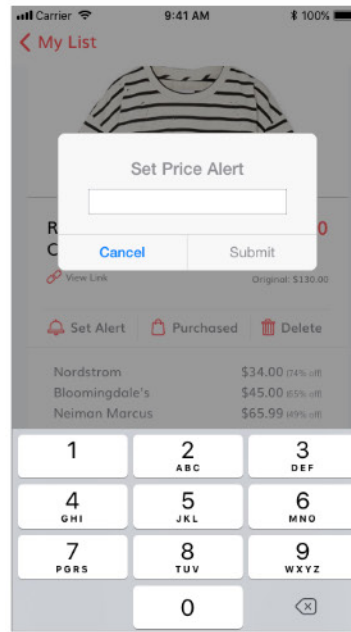 Carrier 9:41 AM 100%
My List
Set Price Alert
R 0
C
Cancel Submit
View Link Original: $130.00
Set Alert Purchased Delete
Nordstrom $34.00 (74% off)
Bloomingdale's $45.00 (65% off)
Neiman Marcus $65.99 (49% off)
1 2 3
ABC DEF
4 5 6
GHI JKL MNO
7 8 9
PQRS TUV WXYZ
0